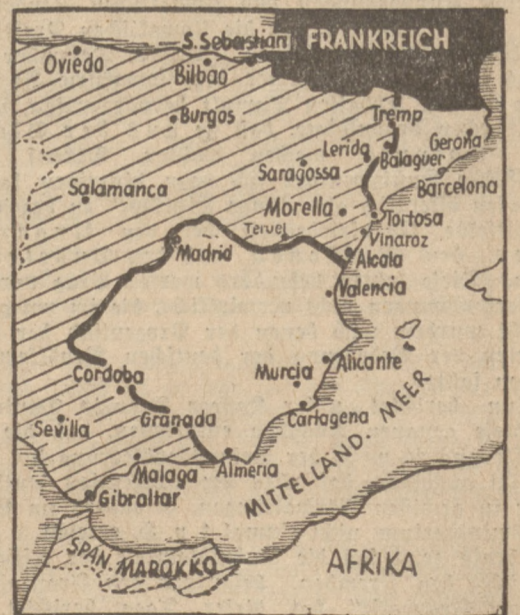 FRANKREICH
S. Sebastian
Oviedo
Bilbao
Burgos
Tremp
Lerida
Gerona
Balaguer
Saragossa
Barcelona
Salamanca
Morella
Tortosa
Teruel
Vinaroz
Madrid
Alcala
Valencia
Murcia
Alicante
Cordoba
Cartagena
Granada
Sevilla
MITTELLÄND. MEER
Malaga
Almeria
Gibraltar
SPAN. MAROKKO
AFRIKA